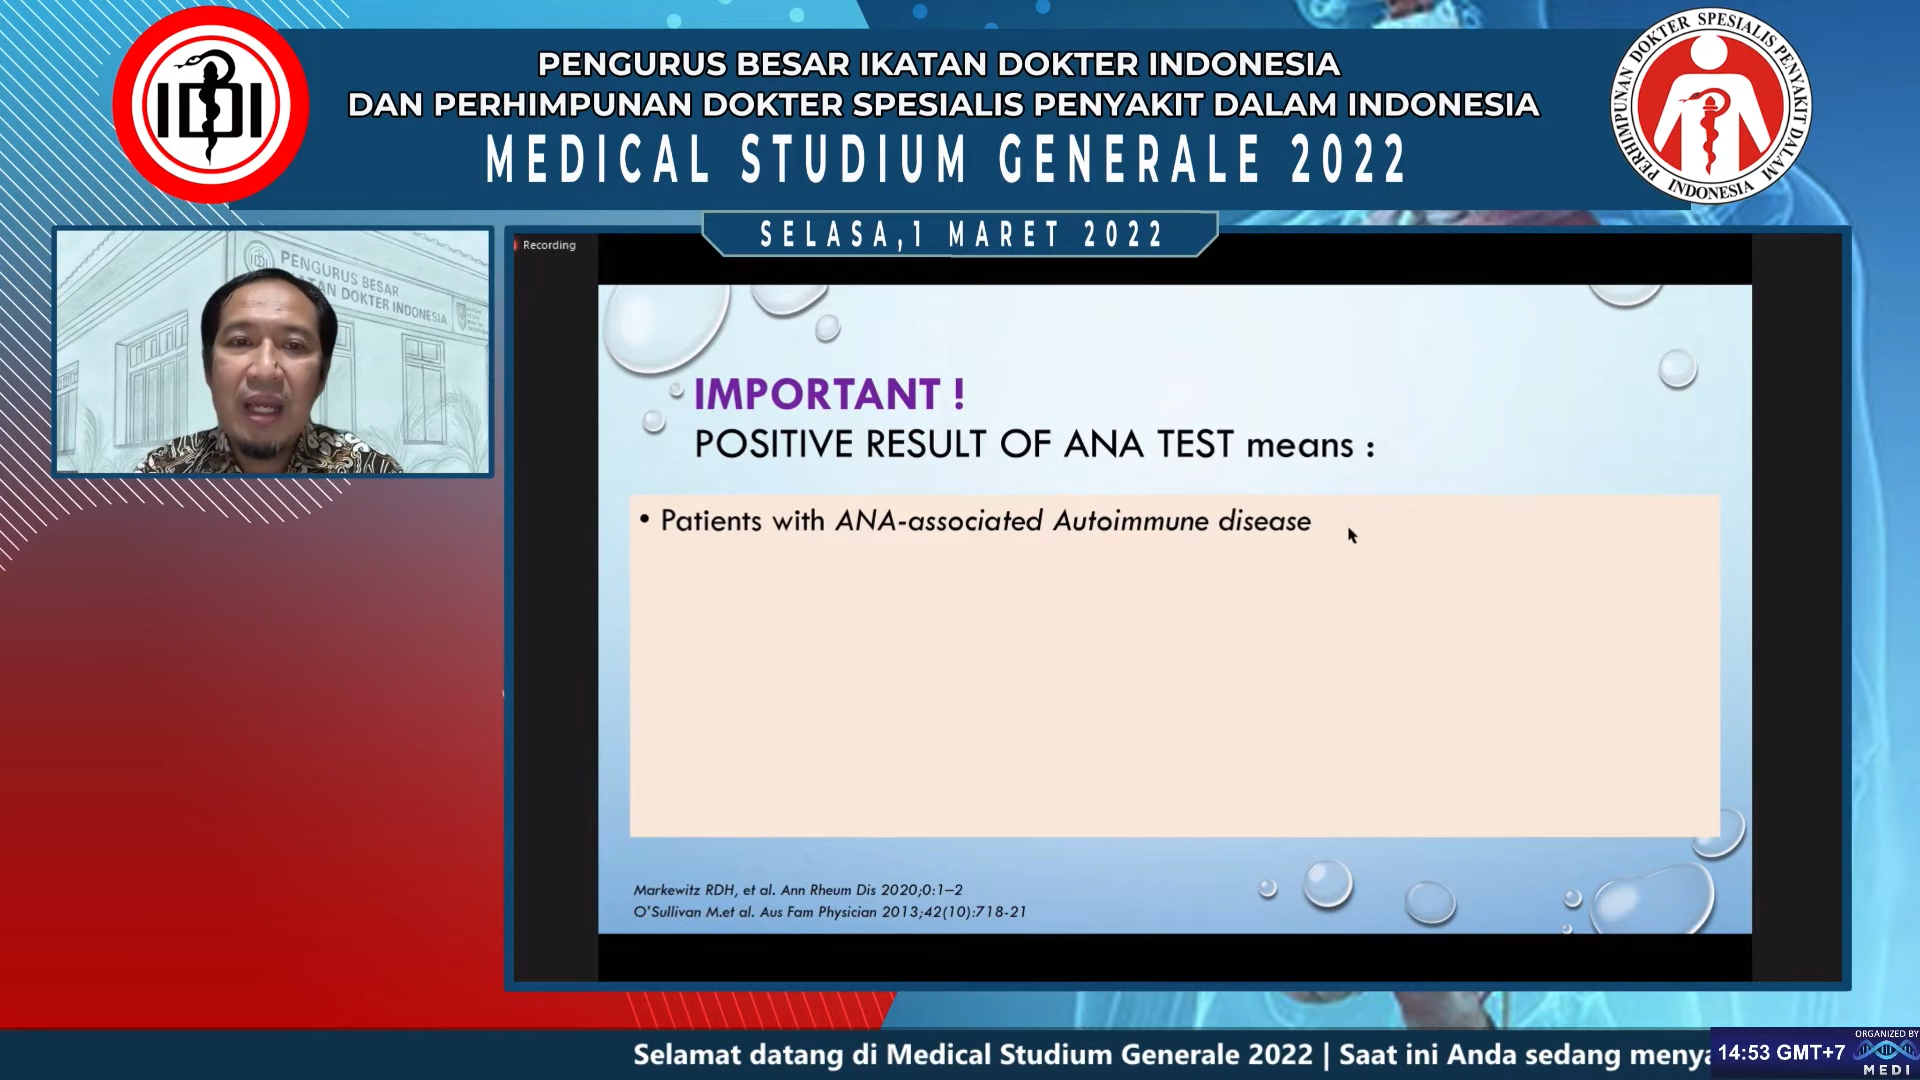 PENGURUS BESAR IKATAN DOKTER INDONESIA
DAN PERHIMPUNAN DOKTER SPESIALIS PENYAKIT DALAM INDONESIA
MEDICAL STUDIUM GENERALE 2022
SELASA,1 MARET 2022
IDI
PERHIMPUNAN DOKTER SPESIALIS PENYAKIT DALAM
INDONESIA
PENGURUS BESAR
IKATAN DOKTER INDONESIA
Recording
IMPORTANT !
POSITIVE RESULT OF ANA TEST means :
• Patients with ANA-associated Autoimmune disease
Markewitz RDH, et al. Ann Rheum Dis 2020;0:1–2
O'Sullivan M.et al. Aus Fam Physician 2013;42(10):718-21
Selamat datang di Medical Studium Generale 2022 | Saat ini Anda sedang menya
14:53 GMT+7
ORGANIZED BY
MEDI